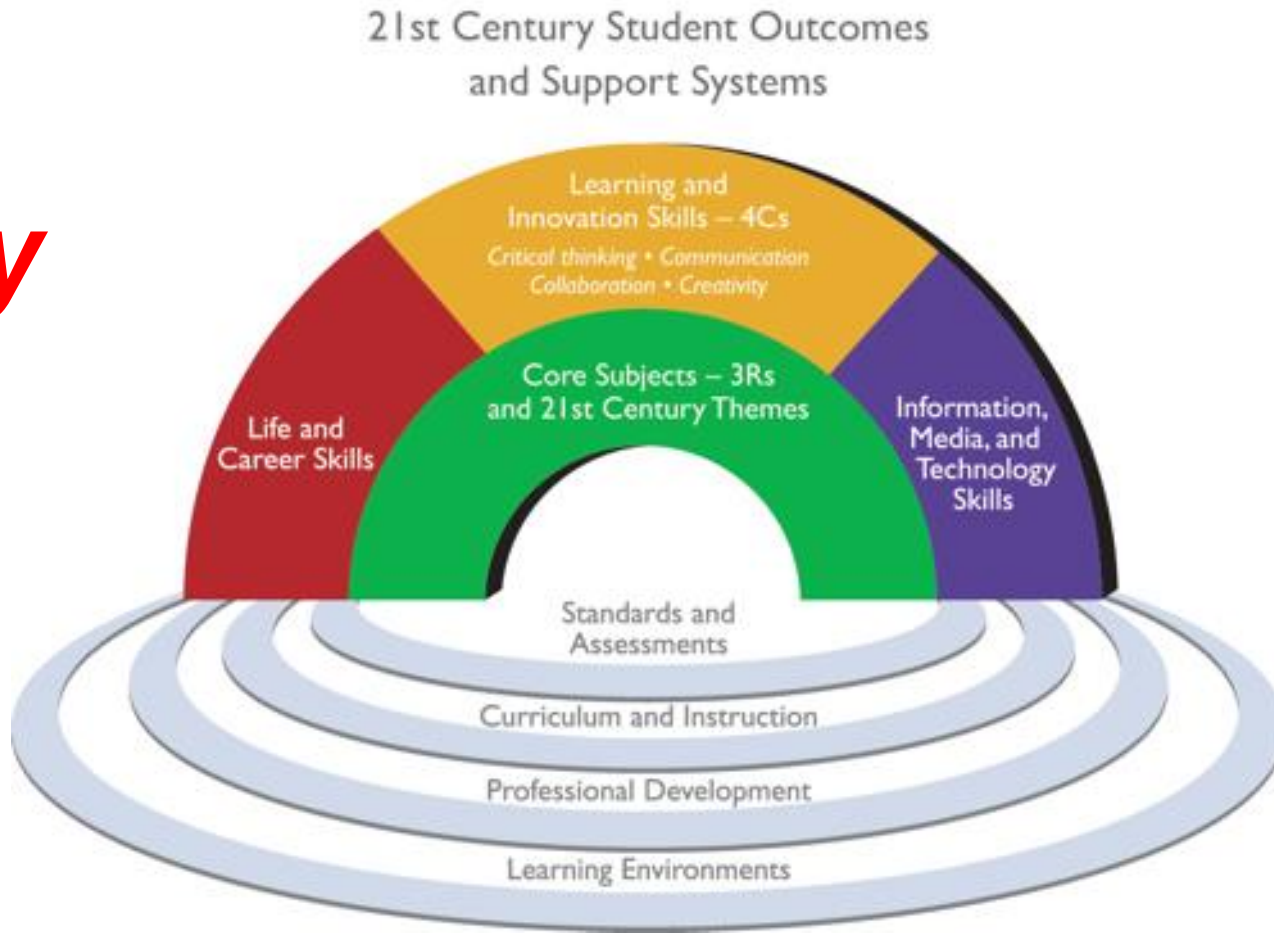 21st Century Student Outcomes
and Support Systems
y
Learning and
Innovation Skills – 4Cs
Critical thinking • Communication
Collaboration • Creativity
Core Subjects – 3Rs
and 21st Century Themes
Life and
Career Skills
Information,
Media, and
Technology
Skills
Standards and
Assessments
Curriculum and Instruction
Professional Development
Learning Environments